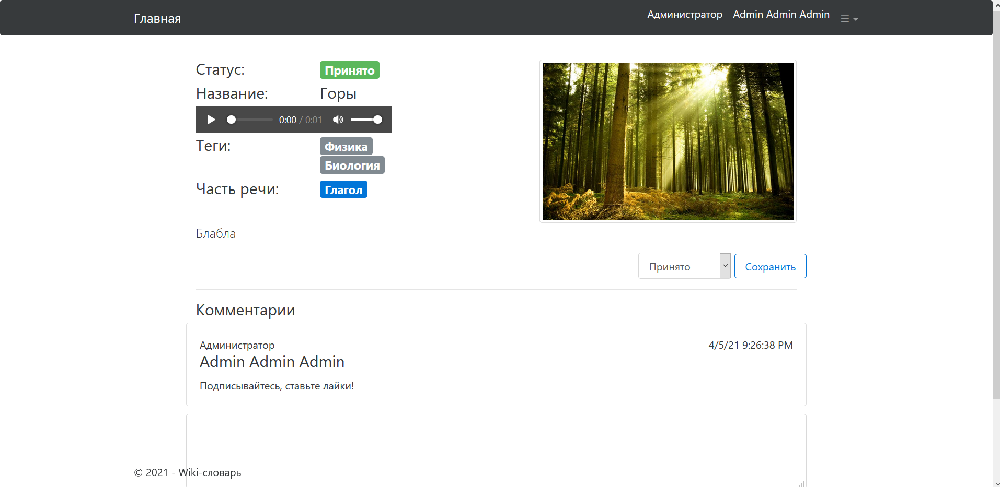 Главная
Администратор Admin Admin Admin
Статус: Принято
Название: Горы
0:00 / 0:01
Теги: Физика
Биология
Часть речи: Глагол
Блабла
Принято Сохранить
Комментарии
Администратор 4/5/21 9:26:38 PM
Admin Admin Admin
Подписывайтесь, ставьте лайки!
© 2021 - Wiki-словарь